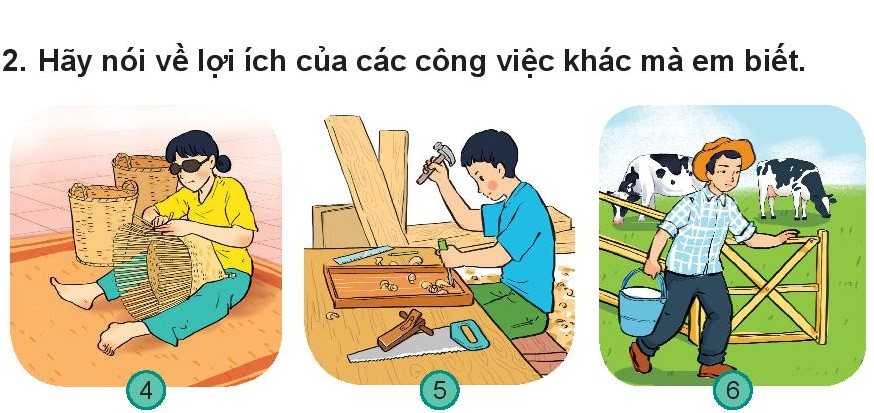 2. Hãy nói về lợi ích của các công việc khác mà em biết.
4 5 6